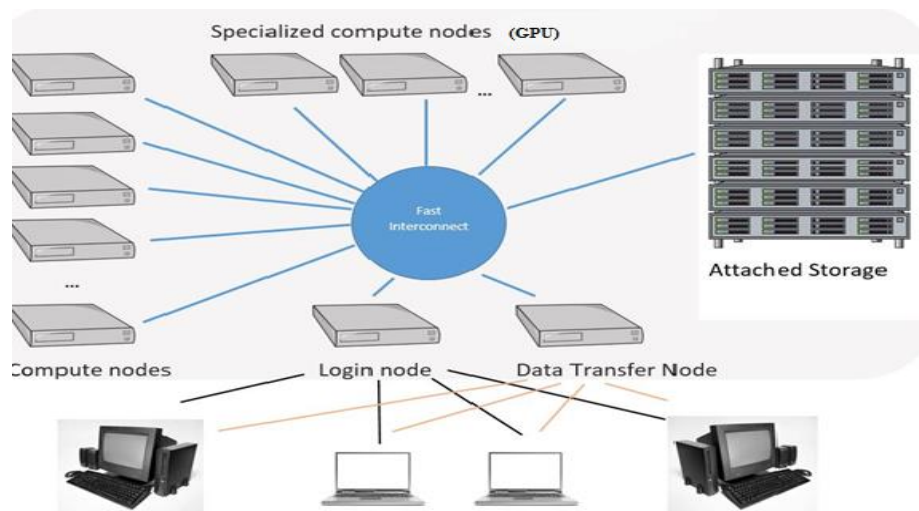 Specialized compute nodes (GPU)
...
Fast
Interconnect
...
Attached Storage
Compute nodes
Login node
Data Transfer Node